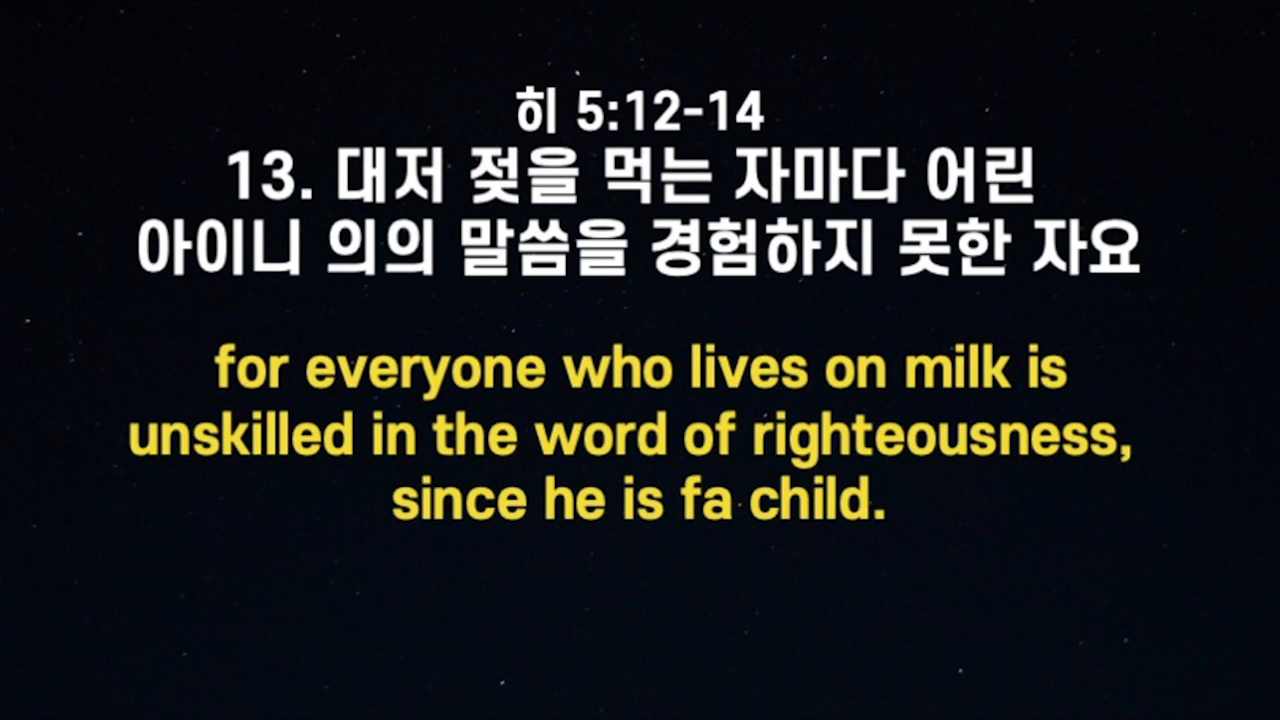 히 5:12-14
13. 대저 젖을 먹는 자마다 어린
아이니 의의 말씀을 경험하지 못한 자요
for everyone who lives on milk is
unskilled in the word of righteousness,
since he is fa child.